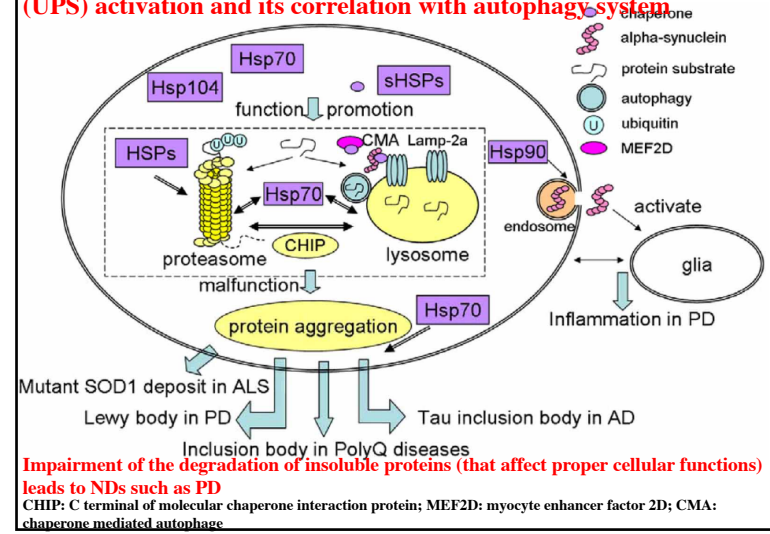 (UPS) activation and its correlation with autophagy system
chaperone
alpha-synuclein
protein substrate
autophagy
U ubiquitin
MEF2D
Hsp70
Hsp104
sHSPs
function promotion
HSPs
U U U
CMA Lamp-2a
Hsp90
Hsp70
endosome
activate
CHIP
proteasome
lysosome
glia
malfunction
Hsp70
protein aggregation
Inflammation in PD
Mutant SOD1 deposit in ALS
Lewy body in PD
Tau inclusion body in AD
Inclusion body in PolyQ diseases
Impairment of the degradation of insoluble proteins (that affect proper cellular functions)
leads to NDs such as PD
CHIP: C terminal of molecular chaperone interaction protein; MEF2D: myocyte enhancer factor 2D; CMA:
chaperone mediated autophage